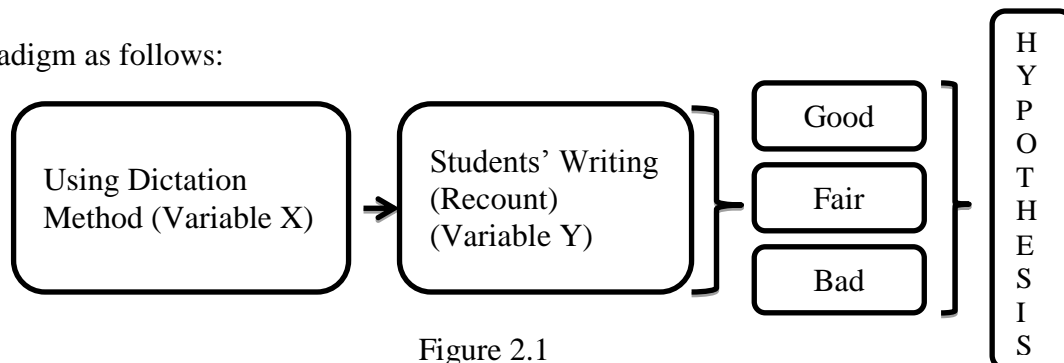 adigm as follows:
Using Dictation
Method (Variable X)
Students’ Writing
(Recount)
(Variable Y)
Good
Fair
Bad
H
Y
P
O
T
H
E
S
I
S
Figure 2.1